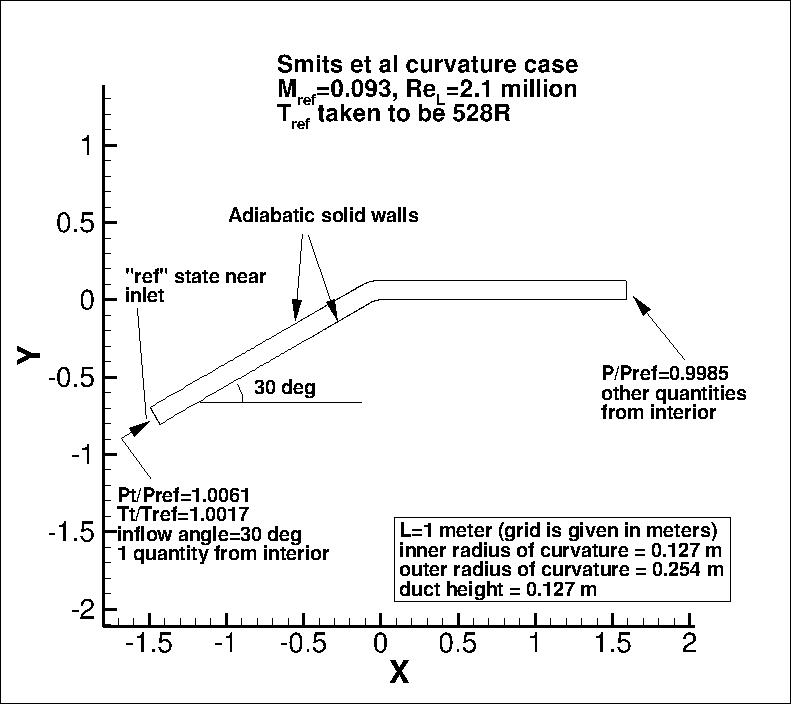 Smits et al curvature case
Mref=0.093, ReL=2.1 million
Tref taken to be 528R
1
0.5
0
-0.5
-1
-1.5
-2
Y
Adiabatic solid walls
"ref" state near
inlet
30 deg
P/Pref=0.9985
other quantities
from interior
Pt/Pref=1.0061
Tt/Tref=1.0017
inflow angle=30 deg
1 quantity from interior
L=1 meter (grid is given in meters)
inner radius of curvature = 0.127 m
outer radius of curvature = 0.254 m
duct height = 0.127 m
-1.5 -1 -0.5 0 0.5 1 1.5 2
X